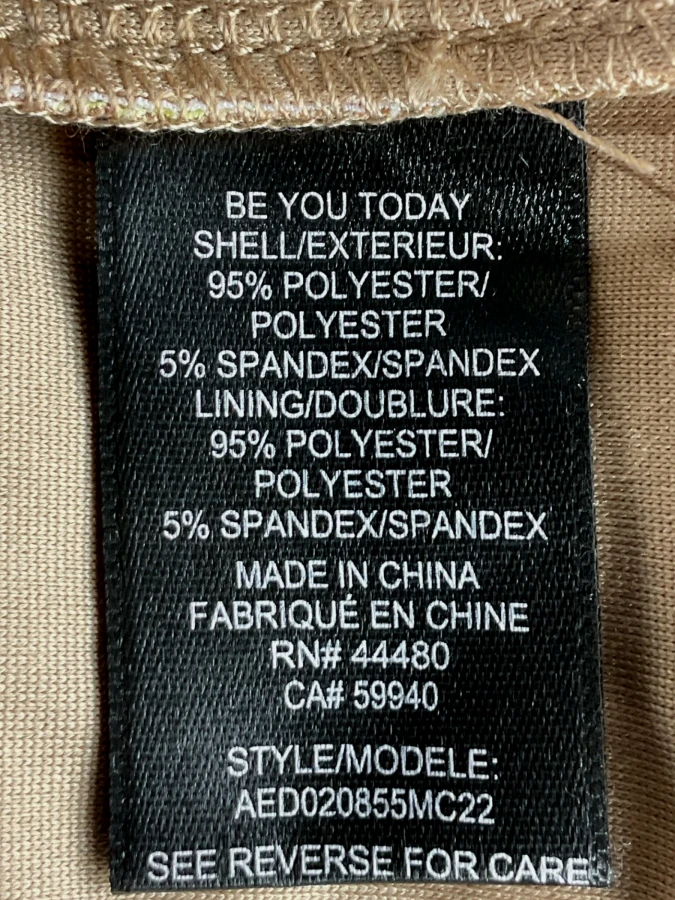 BE YOU TODAY
SHELL/EXTERIEUR:
95% POLYESTER/
POLYESTER
5% SPANDEX/SPANDEX
LINING/DOUBLURE:
95% POLYESTER/
POLYESTER
5% SPANDEX/SPANDEX
MADE IN CHINA
FABRIQUÉ EN CHINE
RN# 44480
CA# 59940
STYLE/MODELE:
AED020855MC22
SEE REVERSE FOR CARE